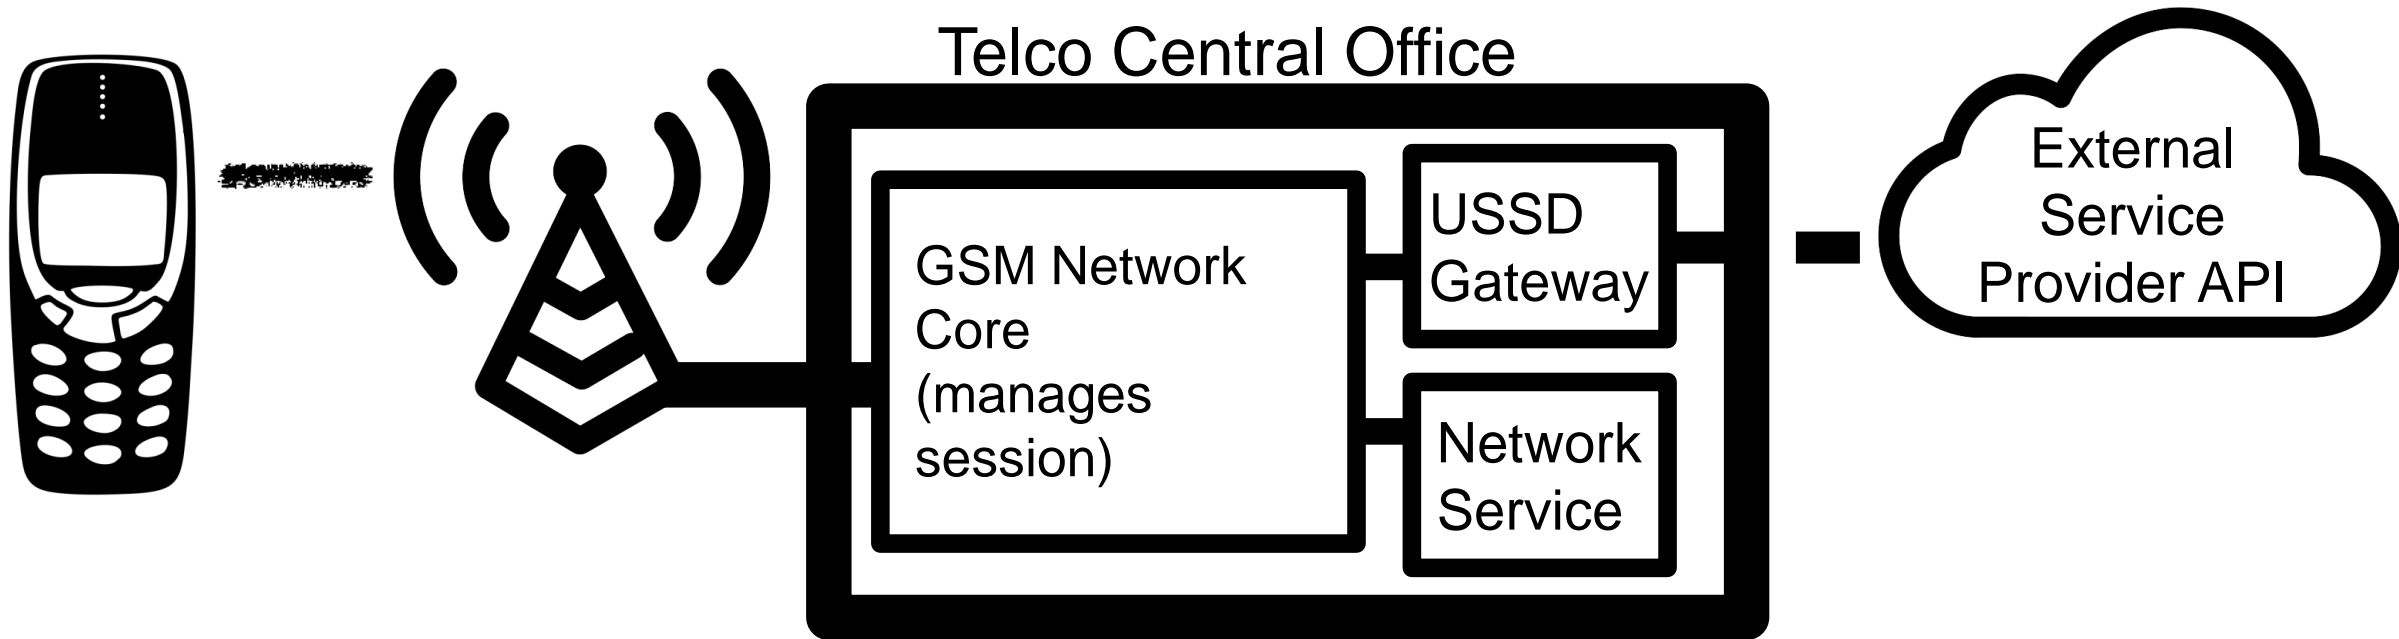 Telco Central Office
GSM Network
Core
(manages
session)
USSD
Gateway
Network
Service
External
Service
Provider API